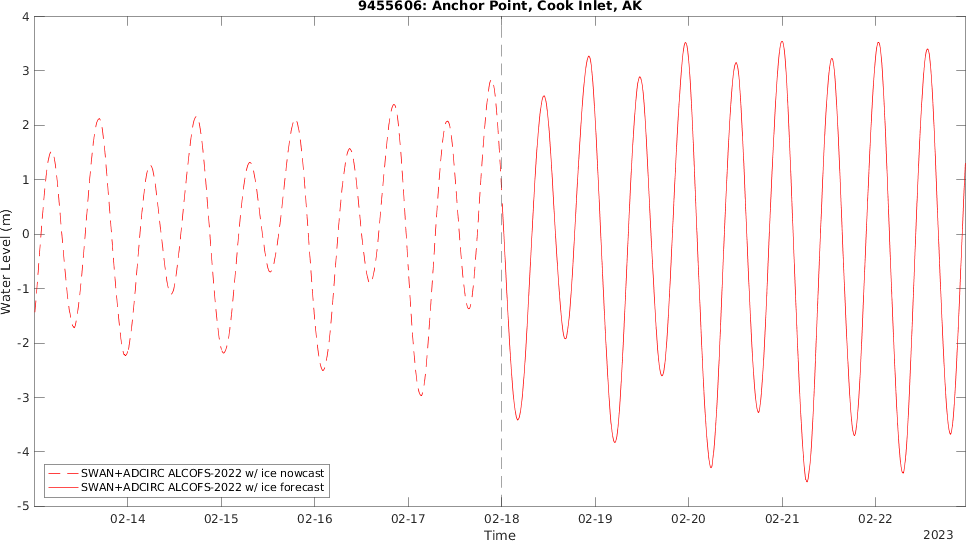 9455606: Anchor Point, Cook Inlet, AK
4
3
2
1
0
-1
-2
-3
-4
-5
Water Level (m)
SWAN+ADCIRC ALCOFS-2022 w/ ice nowcast
SWAN+ADCIRC ALCOFS-2022 w/ ice forecast
02-14 02-15 02-16 02-17 02-18 02-19 02-20 02-21 02-22
Time
2023